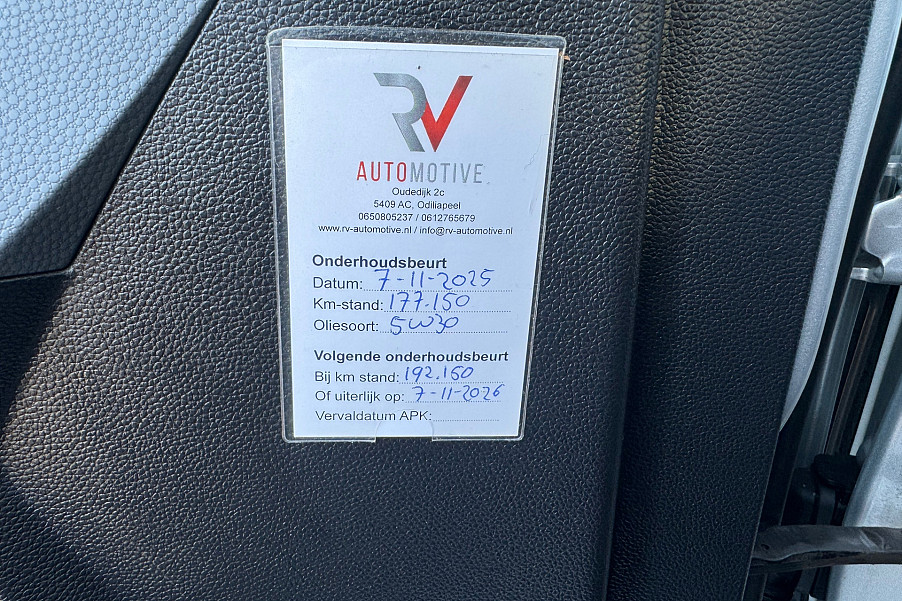 RV
AUTOMOTIVE
Oudedijk 2c
5409 AC, Odiliapeel
0650805237 / 0612765679
www.rv-automotive.nl / info@rv-automotive.nl
Onderhoudsbeurt
Datum: 7-11-2025
Km-stand: 177.150
Oliesoort: 5W30
Volgende onderhoudsbeurt
Bij km stand: 192.150
Of uiterlijk op: 7-11-2026
Vervaldatum APK: